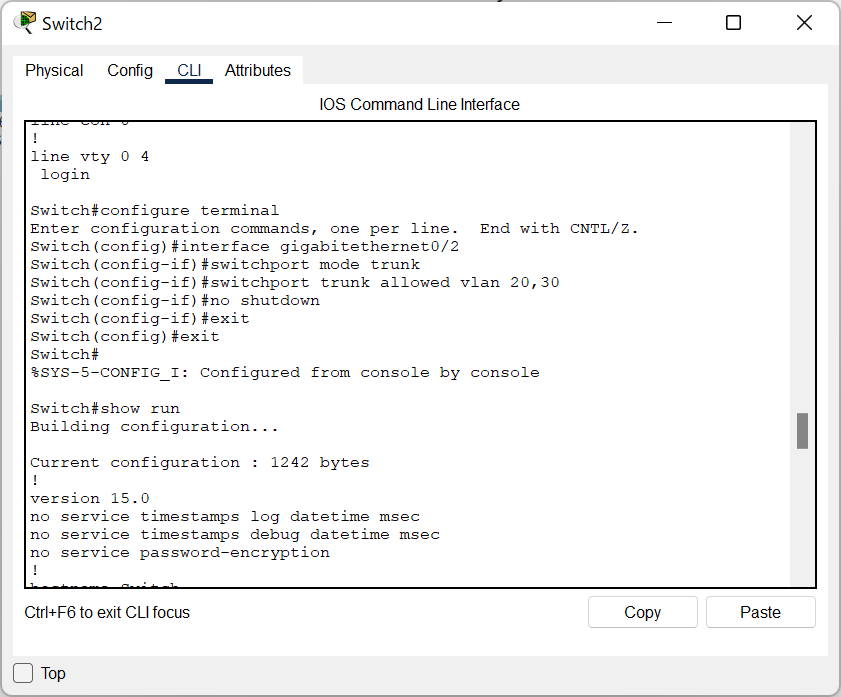 Switch2
Physical Config CLI Attributes
IOS Command Line Interface
!
line vty 0 4
login
Switch#configure terminal
Enter configuration commands, one per line. End with CNTL/Z.
Switch(config)#interface gigabitethernet0/2
Switch(config-if)#switchport mode trunk
Switch(config-if)#switchport trunk allowed vlan 20,30
Switch(config-if)#no shutdown
Switch(config-if)#exit
Switch(config)#exit
Switch#
%SYS-5-CONFIG_I: Configured from console by console
Switch#show run
Building configuration...
Current configuration : 1242 bytes
!
version 15.0
no service timestamps log datetime msec
no service timestamps debug datetime msec
no service password-encryption
!
Ctrl+F6 to exit CLI focus
Copy Paste
Top